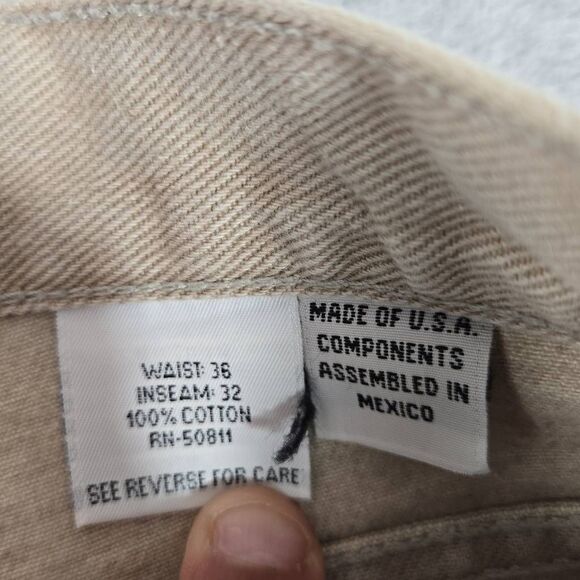 WAIST: 36
INSEAM: 32
100% COTTON
RN-50811
SEE REVERSE FOR CARE
MADE OF U.S.A.
COMPONENTS
ASSEMBLED IN
MEXICO